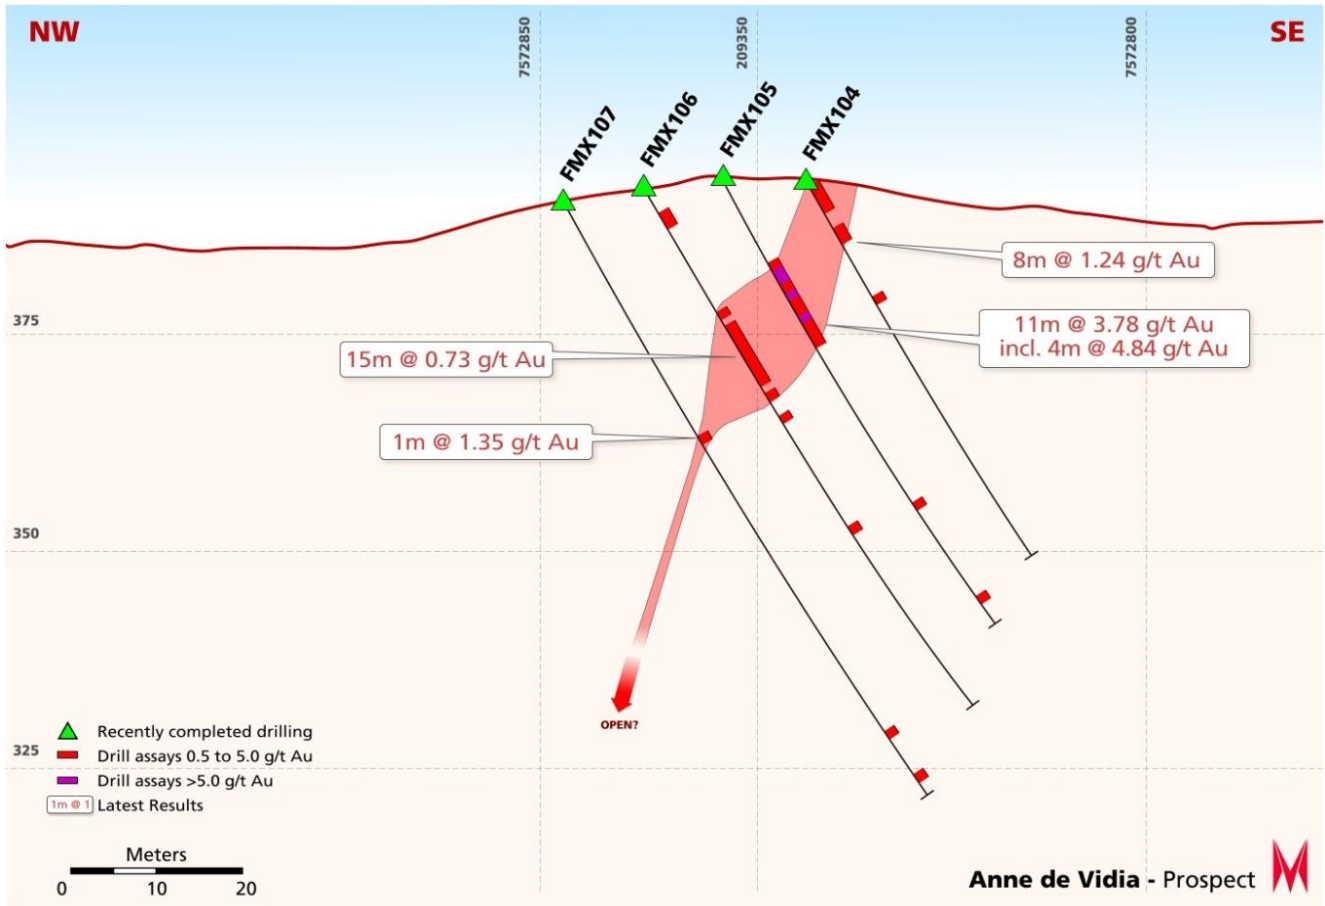 NW
SE
7572850
209350
7572800
FMX107
FMX106
FMX105
FMX104
8m @ 1.24 g/t Au
11m @ 3.78 g/t Au
incl. 4m @ 4.84 g/t Au
375
15m @ 0.73 g/t Au
1m @ 1.35 g/t Au
350
OPEN?
325
Recently completed drilling
Drill assays 0.5 to 5.0 g/t Au
Drill assays >5.0 g/t Au
1m @ 1 Latest Results
Meters
0 10 20
Anne de Vidia - Prospect